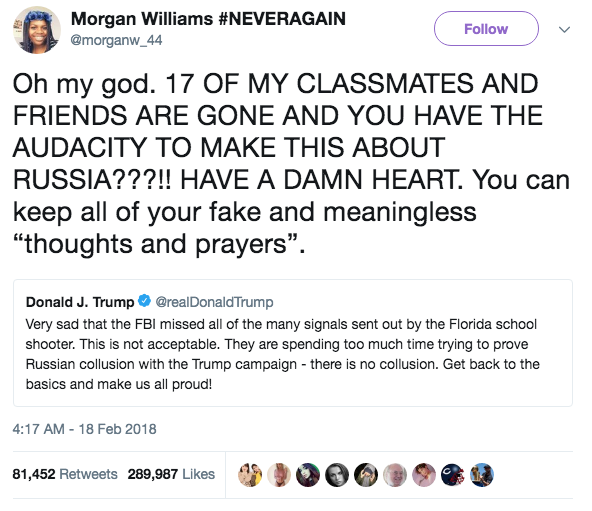 Morgan Williams #NEVERAGAIN
@morganw_44
Follow
Oh my god. 17 OF MY CLASSMATES AND
FRIENDS ARE GONE AND YOU HAVE THE
AUDACITY TO MAKE THIS ABOUT
RUSSIA???!! HAVE A DAMN HEART. You can
keep all of your fake and meaningless
“thoughts and prayers”.
Donald J. Trump @realDonaldTrump
Very sad that the FBI missed all of the many signals sent out by the Florida school
shooter. This is not acceptable. They are spending too much time trying to prove
Russian collusion with the Trump campaign - there is no collusion. Get back to the
basics and make us all proud!
4:17 AM - 18 Feb 2018
81,452 Retweets 289,987 Likes